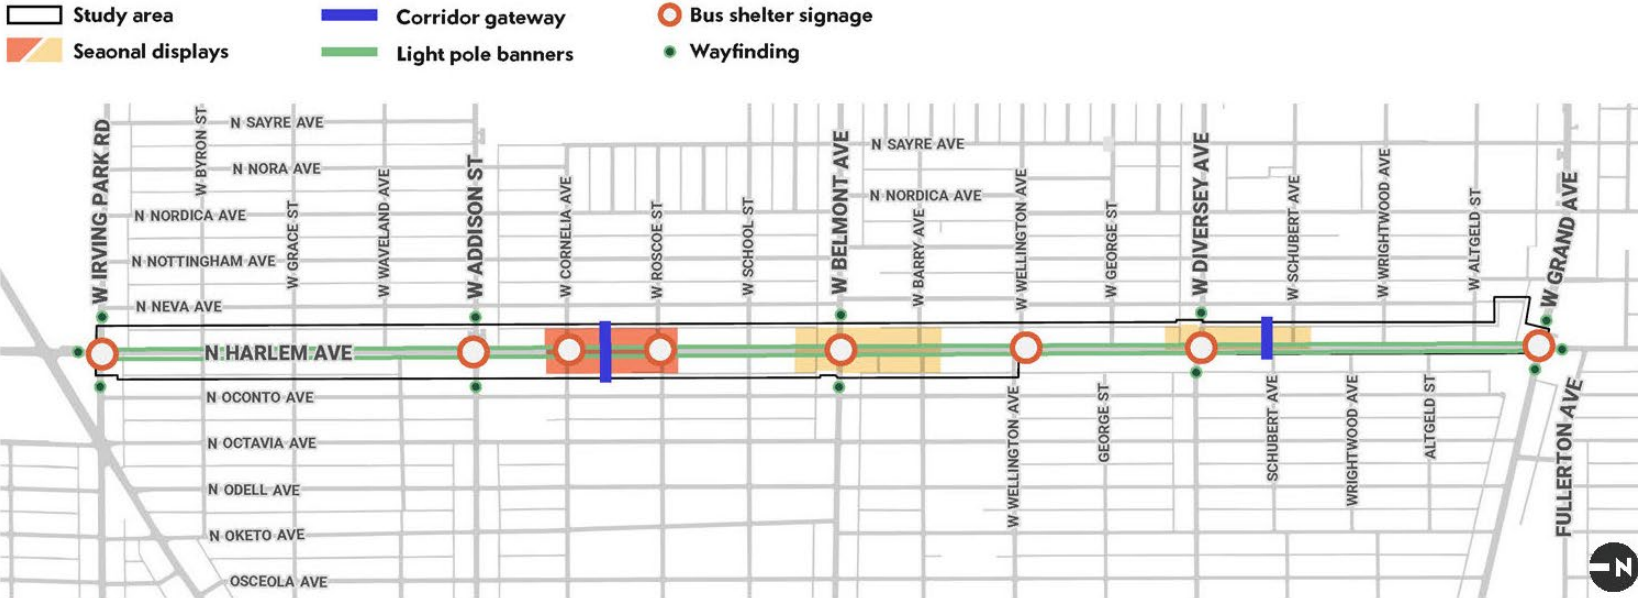 Study area
Corridor gateway
Bus shelter signage
Seaonal displays
Light pole banners
Wayfinding
W IRVING PARK RD
W BYRON ST
N SAYRE AVE
N NORA AVE
N NORDICA AVE
W GRACE ST
W WAVELAND AVE
N NOTTINGHAM AVE
N NEVA AVE
W ADDISON ST
W CORNELIA AVE
W ROSCOE ST
W SCHOOL ST
W BELMONT AVE
N SAYRE AVE
N NORDICA AVE
W BARRY AVE
W WELLINGTON AVE
W GEORGE ST
W DIVERSEY AVE
W SCHUBERT AVE
W WRIGHTWOOD AVE
W ALTGELD ST
W GRAND AVE
N HARLEM AVE
N OCONTO AVE
N OCTAVIA AVE
N ODELL AVE
N OKETO AVE
OSCEOLA AVE
W WELLINGTON AVE
GEORGE ST
SCHUBERT AVE
WRIGHTWOOD AVE
ALTGELD ST
FULLERTON AVE
N